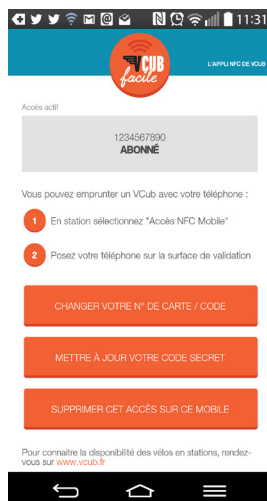 11:31
VCUB
facile
L'APPLI NFC DE VCUB
Accès actif
1234567890
ABONNÉ
Vous pouvez emprunter un VCub avec votre téléphone :
1 En station sélectionnez "Accès NFC Mobile"
2 Posez votre téléphone sur la surface de validation
CHANGER VOTRE N° DE CARTE / CODE
METTRE À JOUR VOTRE CODE SECRET
SUPPRIMER CET ACCÈS SUR CE MOBILE
Pour connaitre la disponibilité des vélos en stations, rendez-
vous sur www.vcub.fr